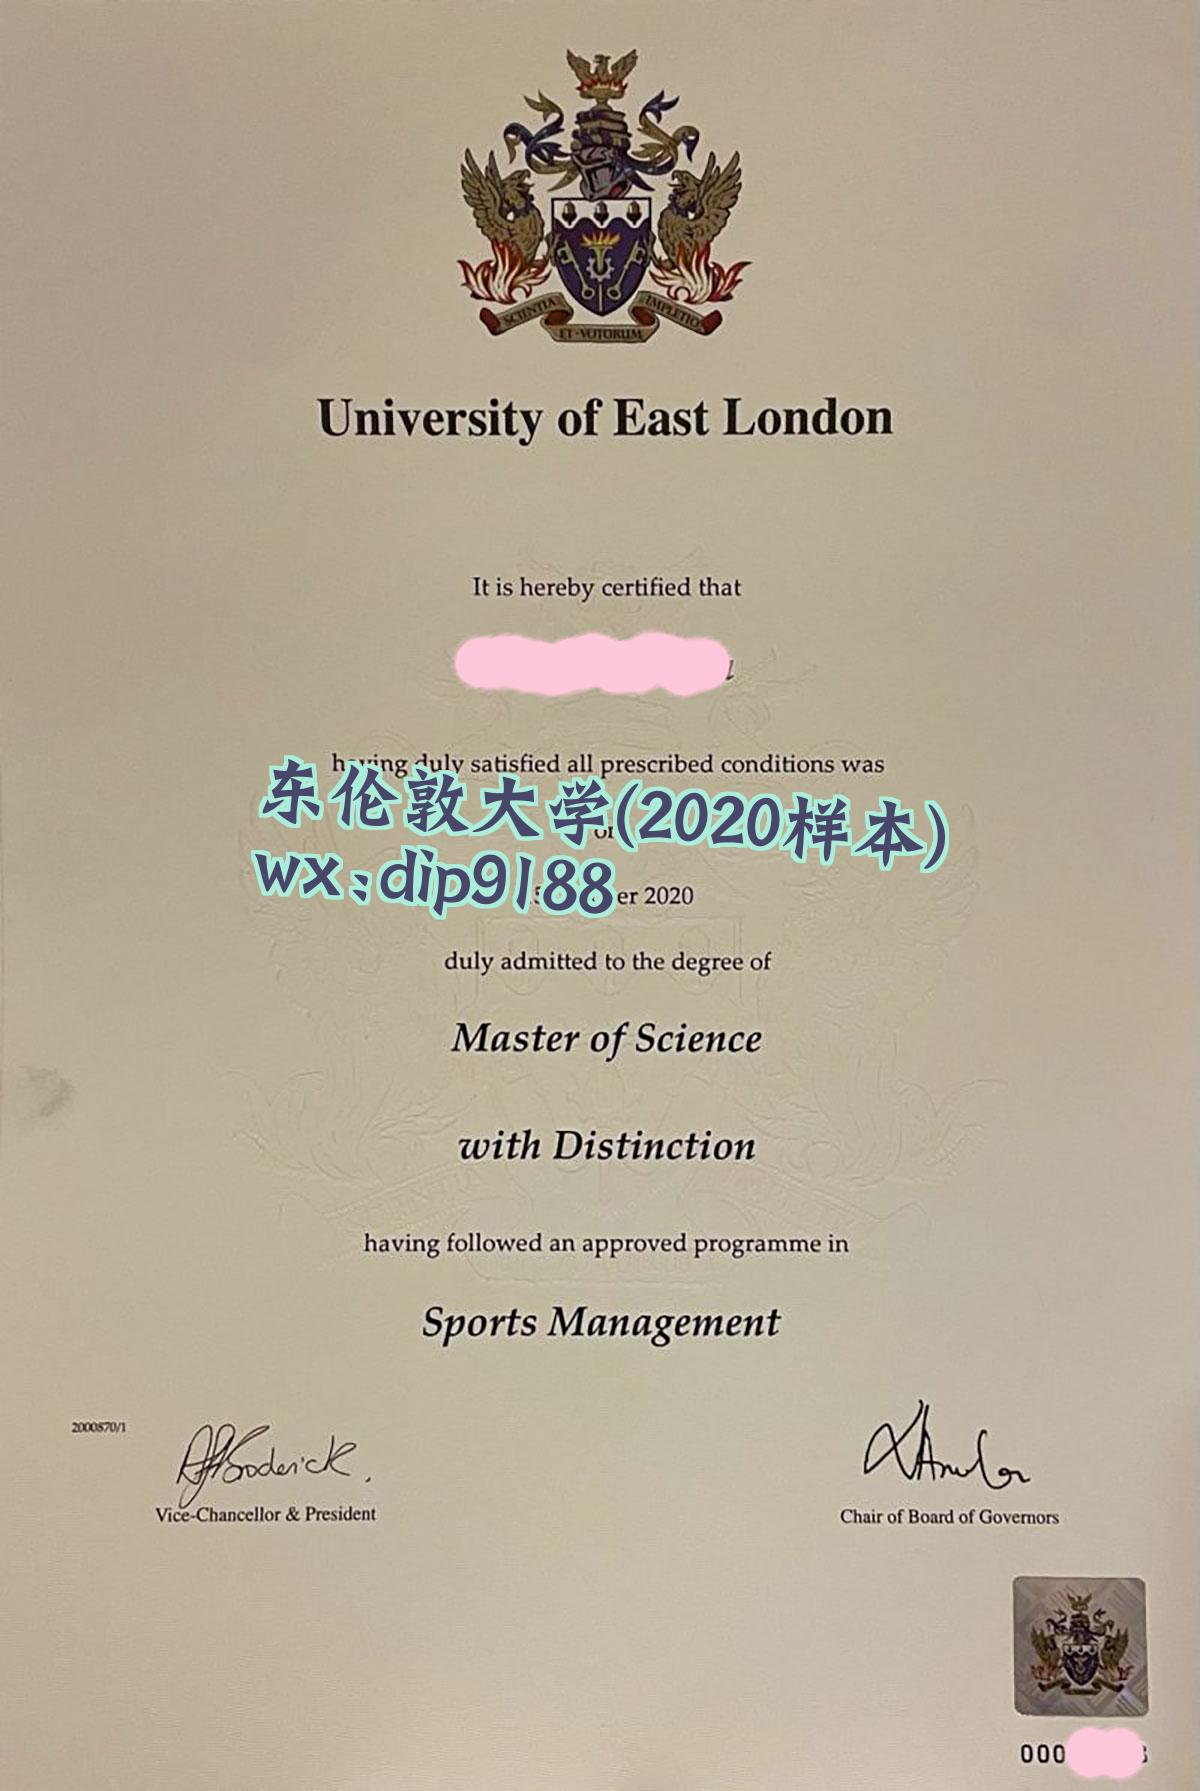 SCIENTIA ET·VOTORUM IMPLETIO
University of East London
It is hereby certified that
having duly satisfied all prescribed conditions was
东伦敦大学(2020样本)
wx:dip9188
er 2020
duly admitted to the degree of
Master of Science
with Distinction
having followed an approved programme in
Sports Management
2000870/1
Vice-Chancellor & President
Chair of Board of Governors
000